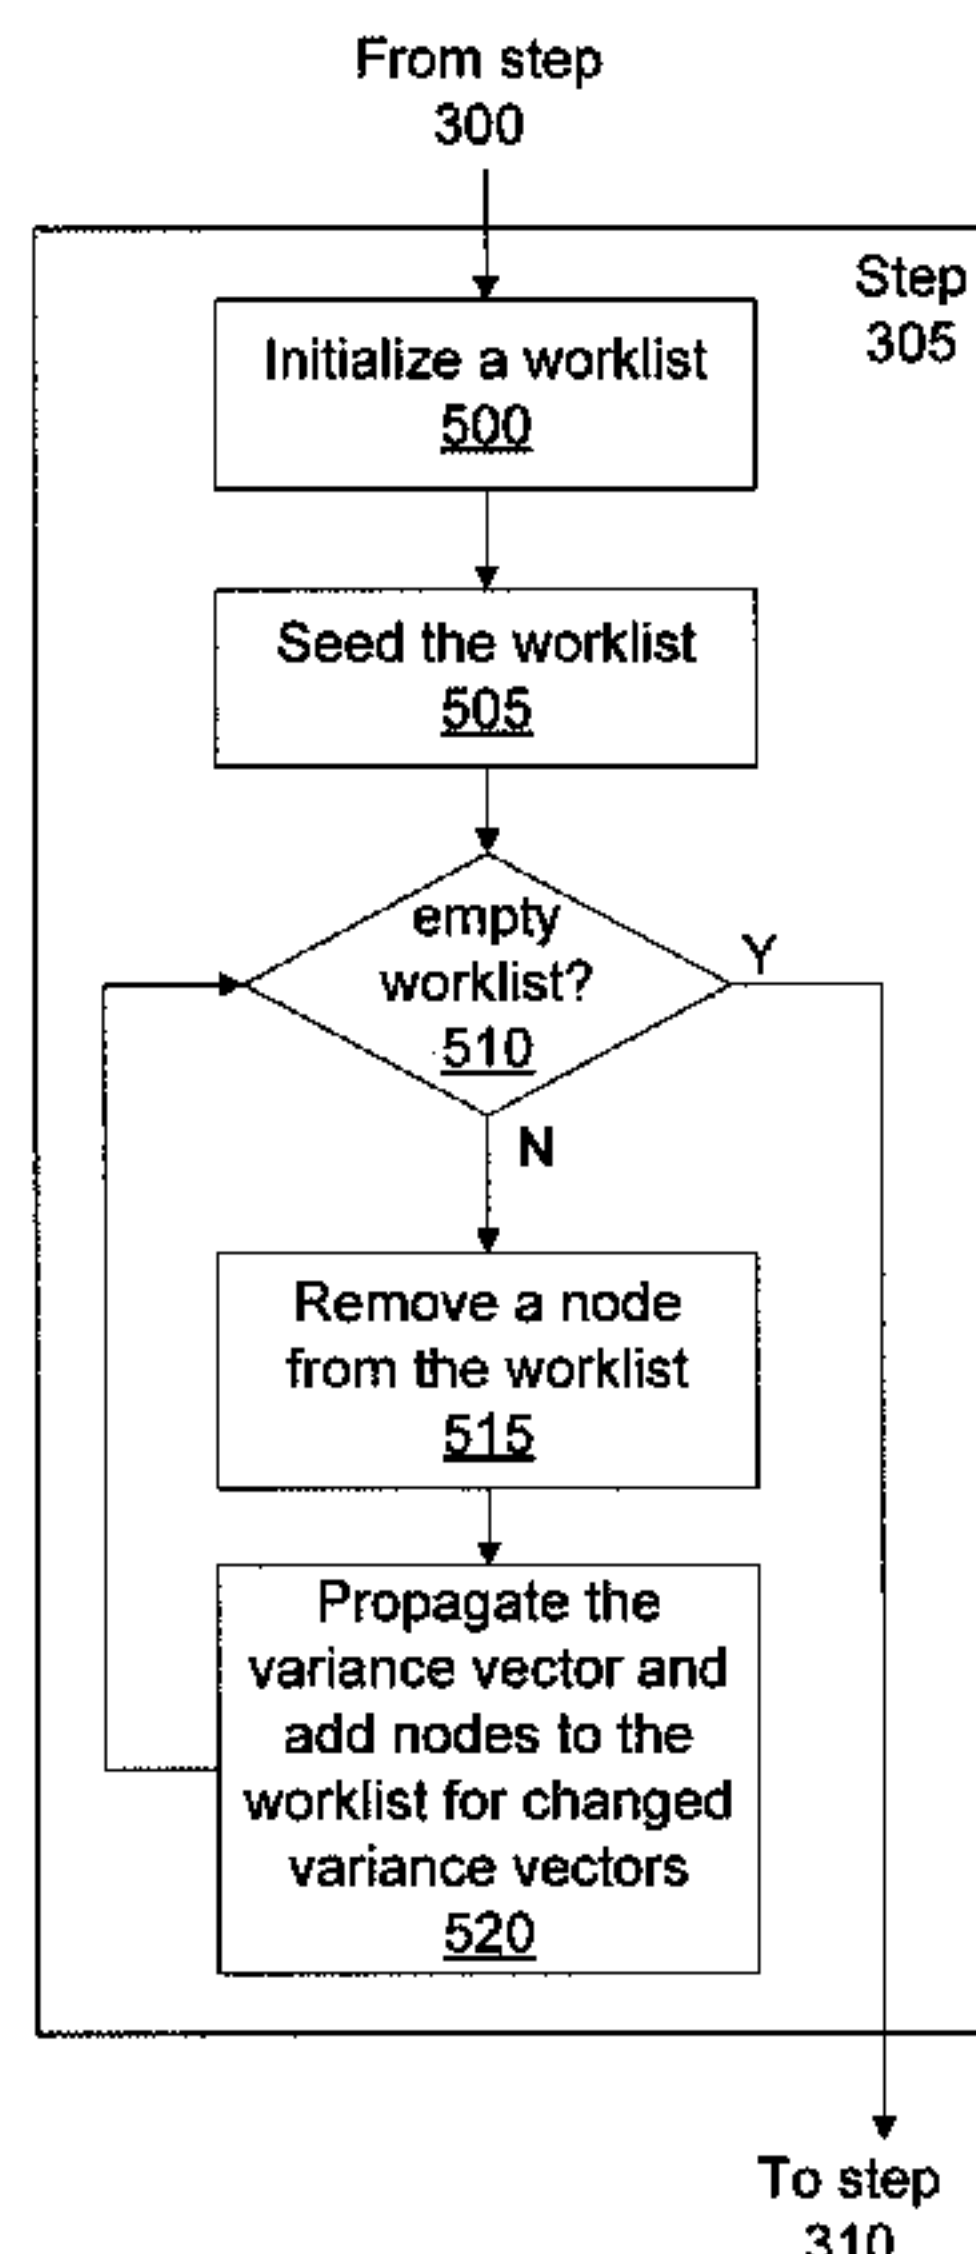 From step
300
Step
305
Initialize a worklist
500
Seed the worklist
505
empty
worklist?
510
Y
N
Remove a node
from the worklist
515
Propagate the
variance vector and
add nodes to the
worklist for changed
variance vectors
520
To step
310